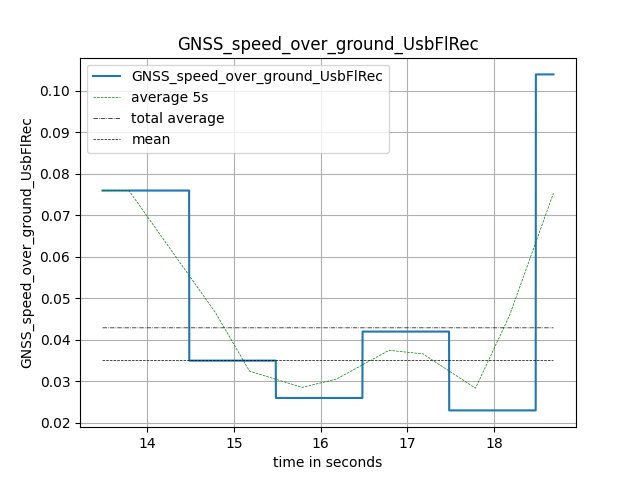 GNSS_speed_over_ground_UsbFlRec
GNSS_speed_over_ground_UsbFlRec
average 5s
total average
mean
GNSS_speed_over_ground_UsbFlRec
0.10
0.09
0.08
0.07
0.06
0.05
0.04
0.03
0.02
14 15 16 17 18
time in seconds